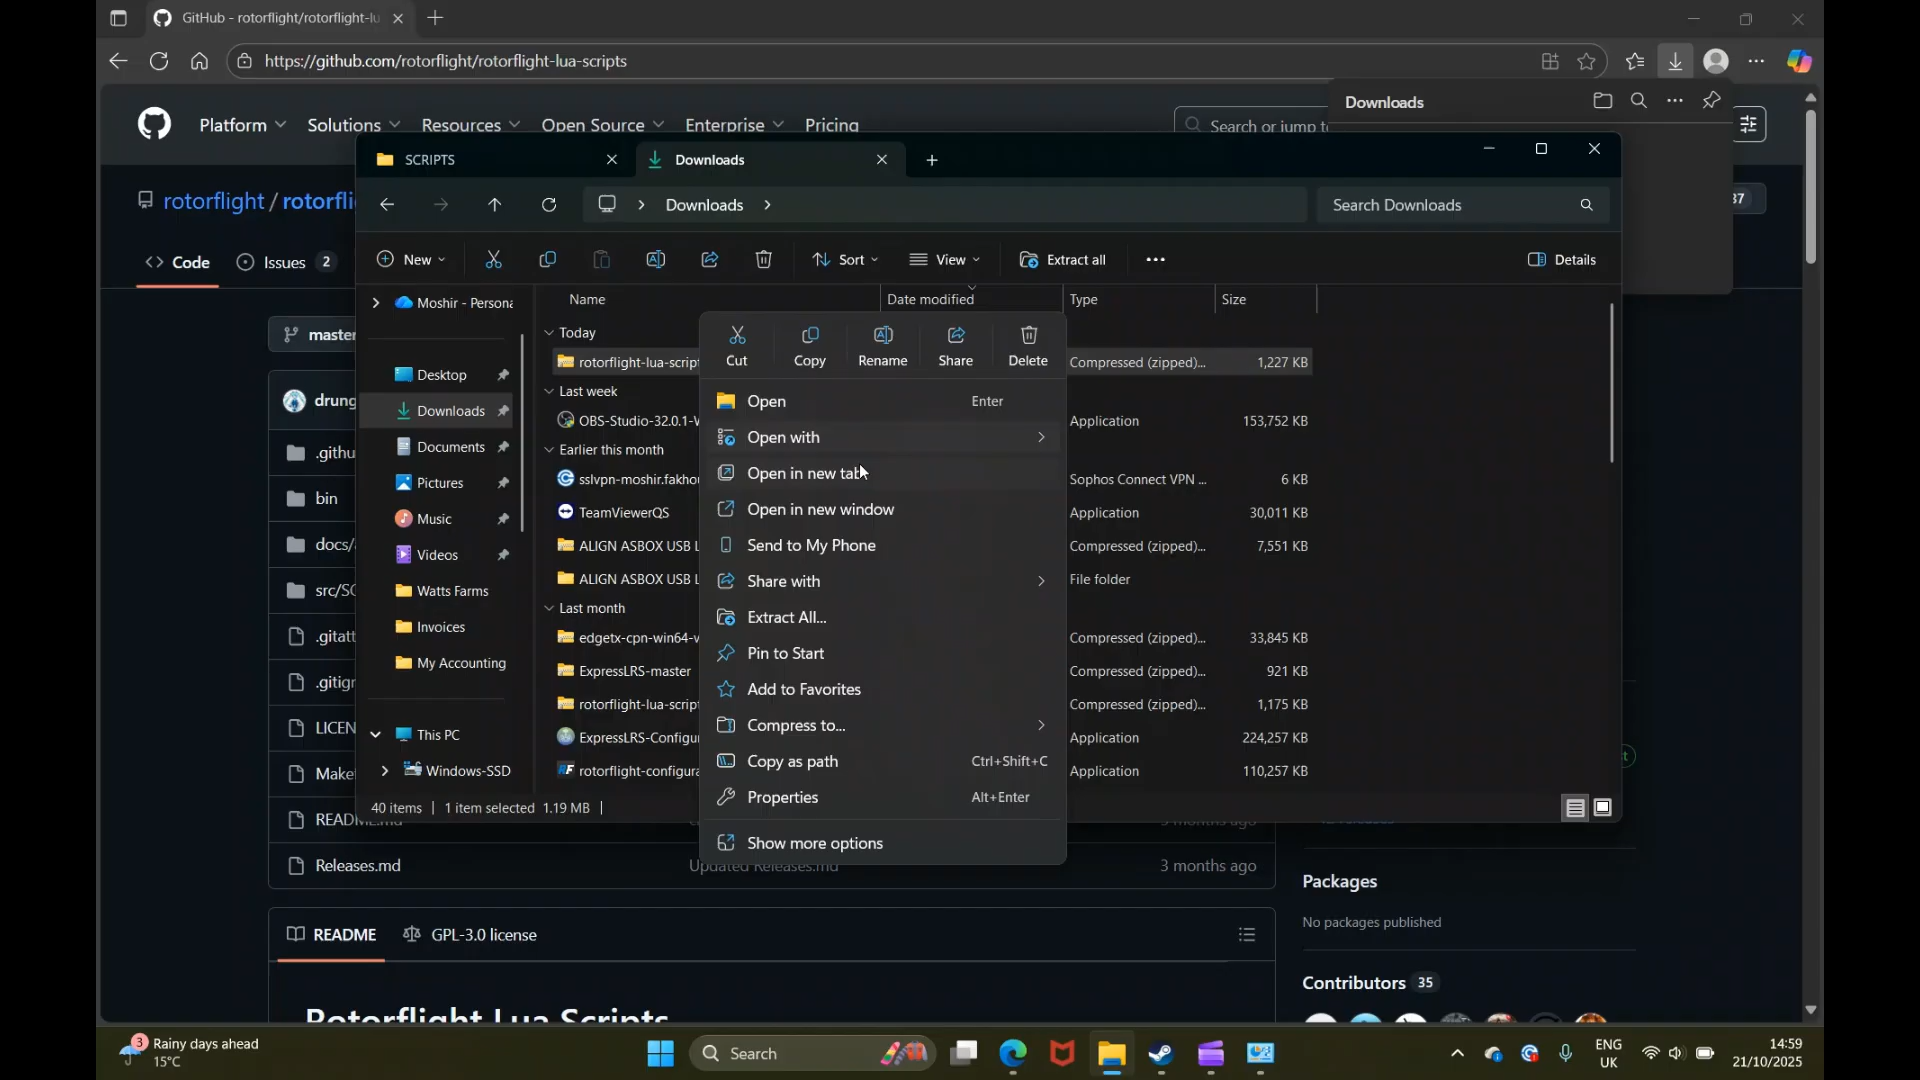 GitHub - rotorflight/rotorflight-lu
https://github.com/rotorflight/rotorflight-lua-scripts
Downloads
Platform
Solutions
Resources
Open Source
Enterprise
Pricing
Search or jump t
SCRIPTS
Downloads
rotorflight / rotorfli
37
Downloads
Search Downloads
Code
Issues 2
New
Sort
View
Extract all
Details
Moshir - Persona
Name
Date modified
Type
Size
Today
master
Cut
Copy
Rename
Share
Delete
rotorflight-lua-script
Compressed (zipped)...
1,227 KB
Desktop
Last week
drung
Open
Enter
Downloads
OBS-Studio-32.0.1-
Application
153,752 KB
Open with
Documents
.githu
Earlier this month
Open in new tab
Pictures
sslvpn-moshir.fakho
Sophos Connect VPN ...
6 KB
bin
Open in new window
Music
TeamViewerQS
Application
30,011 KB
docs/
Send to My Phone
Videos
ALIGN ASBOX USB
Compressed (zipped)...
7,551 KB
src/SC
Share with
Watts Farms
ALIGN ASBOX USB
File folder
Extract All...
Invoices
Last month
.gitatt
edgetx-cpn-win64-v
Compressed (zipped)...
33,845 KB
Pin to Start
My Accounting
ExpressLRS-master
Compressed (zipped)...
921 KB
.gitigr
Add to Favorites
rotorflight-lua-script
Compressed (zipped)...
1,175 KB
LICEN
Compress to...
This PC
ExpressLRS-Configu
Application
224,257 KB
Make
Copy as path
Ctrl+Shift+C
Windows-SSD
rotorflight-configura
Application
110,257 KB
Properties
Alt+Enter
40 items
1 item selected 1.19 MB
Show more options
Releases.md
Updated Releases.md
3 months ago
Packages
No packages published
README
GPL-3.0 license
Contributors 35
Rotorflight Lua Scripts
3
Rainy days ahead
15°C
Search
ENG
UK
14:59
21/10/2025